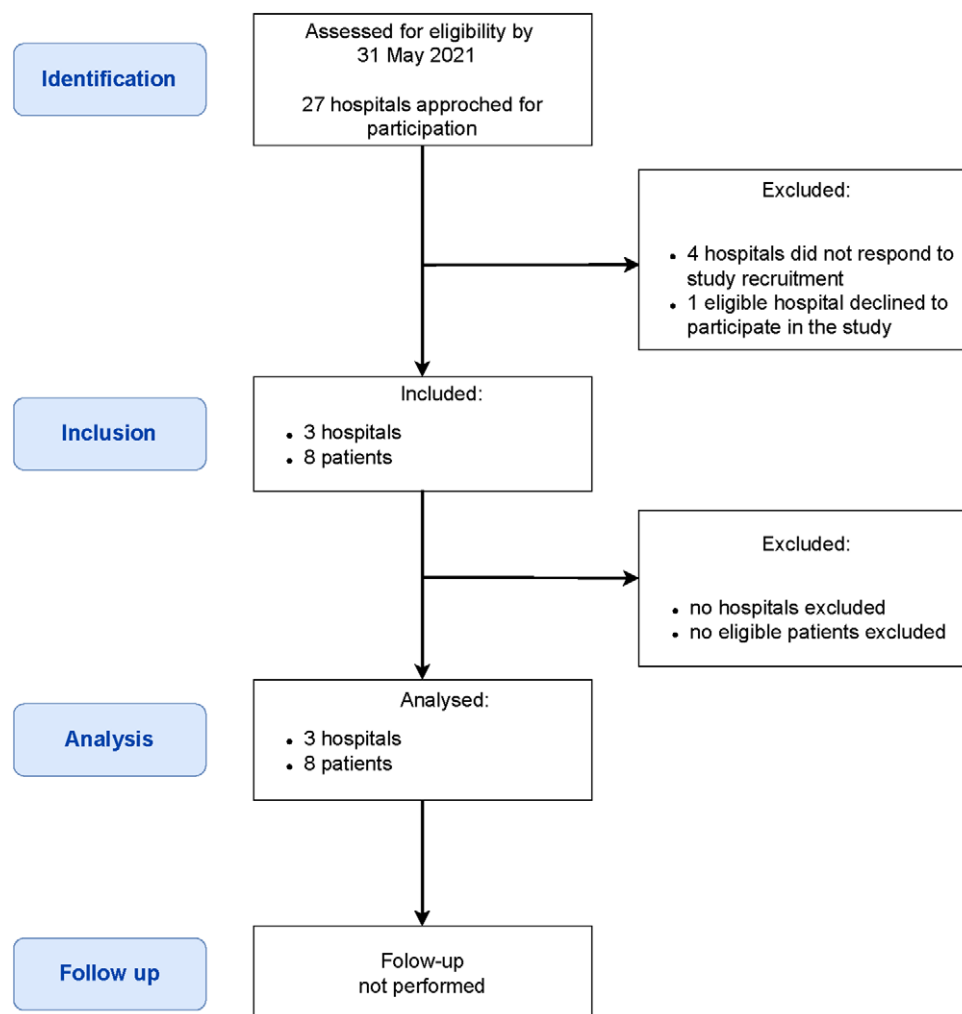 Identification
Assessed for eligibility by
31 May 2021
27 hospitals approched for
participation
Excluded:
• 4 hospitals did not respond to
study recruitment
• 1 eligible hospital declined to
participate in the study
Inclusion
Included:
• 3 hospitals
• 8 patients
Excluded:
• no hospitals excluded
• no eligible patients excluded
Analysis
Analysed:
• 3 hospitals
• 8 patients
Follow up
Folow-up
not performed